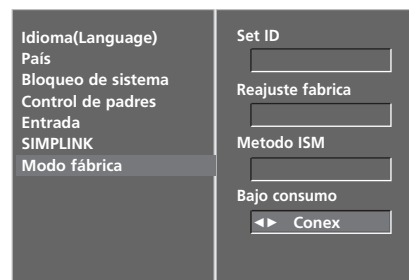 Idioma(Language)
País
Bloqueo de sistema
Control de padres
Entrada
SIMPLINK
Modo fábrica
Set ID
Reajuste fabrica
Metodo ISM
Bajo consumo
◄► Conex